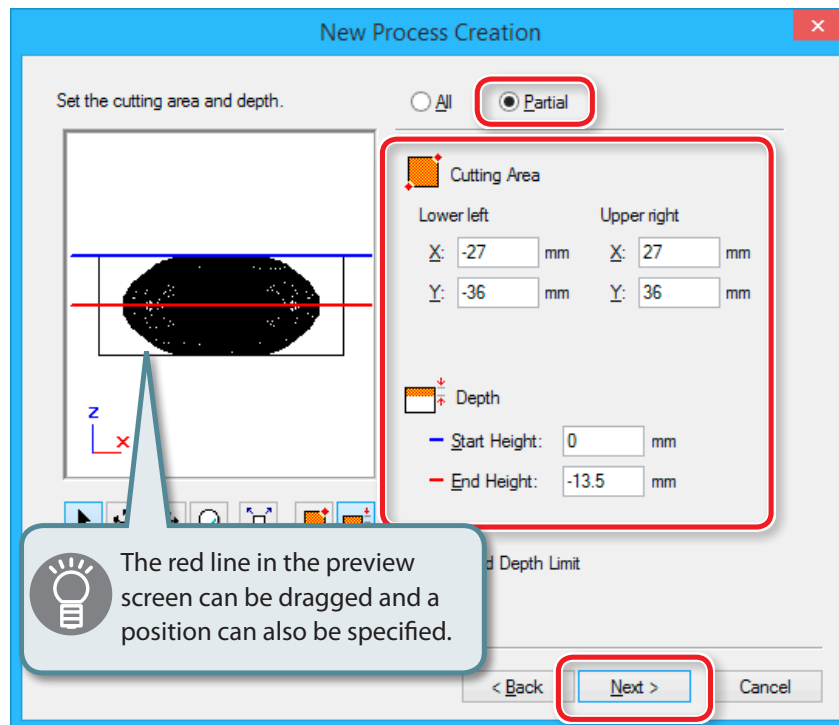 New Process Creation
Set the cutting area and depth.
All
Partial
Cutting Area
Lower left
Upper right
X: -27 mm
X: 27 mm
Y: -36 mm
Y: 36 mm
Depth
Start Height: 0 mm
End Height: -13.5 mm
Z
X
The red line in the preview
screen can be dragged and a
position can also be specified.
Depth Limit
< Back
Next >
Cancel